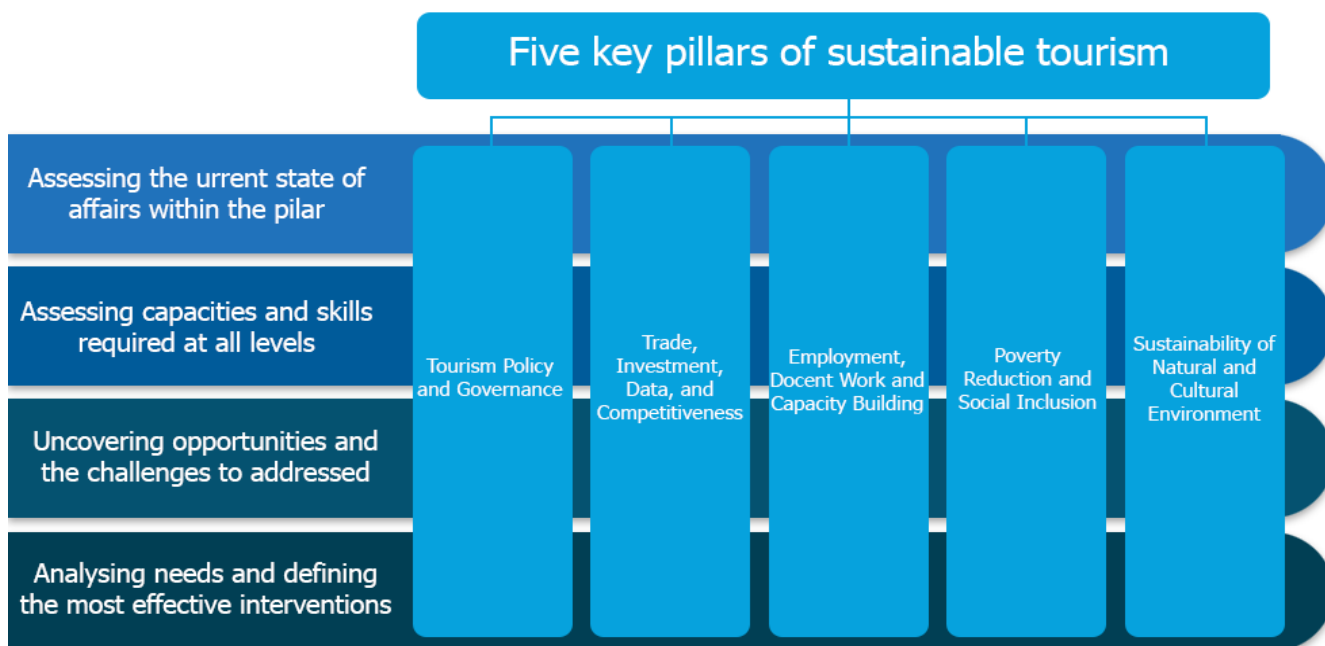 Five key pillars of sustainable tourism
Assessing the urrent state of
affairs within the pilar
Assessing capacities and skills
required at all levels
Uncovering opportunities and
the challenges to addressed
Analysing needs and defining
the most effective interventions
Tourism Policy
and Governance
Trade,
Investment,
Data, and
Competitiveness
Employment,
Docent Work and
Capacity Building
Poverty
Reduction and
Social Inclusion
Sustainability of
Natural and
Cultural
Environment